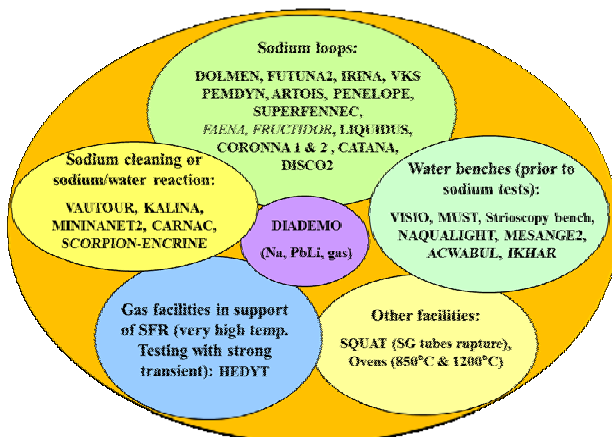 Sodium loops:
DOLMEN, FUTUNA2, IRINA, VKS
PEMDYN, ARTOIS, PENELOPE,
SUPERFENNEC,
FAENA, FRUCTIDOR, LIQUIDUS,
CORONNA 1 & 2 , CATANA,
DISCO2
Sodium cleaning or
sodium/water reaction:
VAUTOUR, KALINA,
MININANET2, CARNAC,
SCORPION-ENCRINE
Water benches (prior to
sodium tests):
VISIO, MUST, Strioscopy bench,
NAQUALIGHT, MESANGE2,
ACWABUL, IKHAR
DIADEMO
(Na, PbLi, gas)
Gas facilities in support
of SFR (very high temp.
Testing with strong
transient): HEDYT
Other facilities:
SQUAT (SG tubes rupture),
Ovens (850°C & 1200°C)